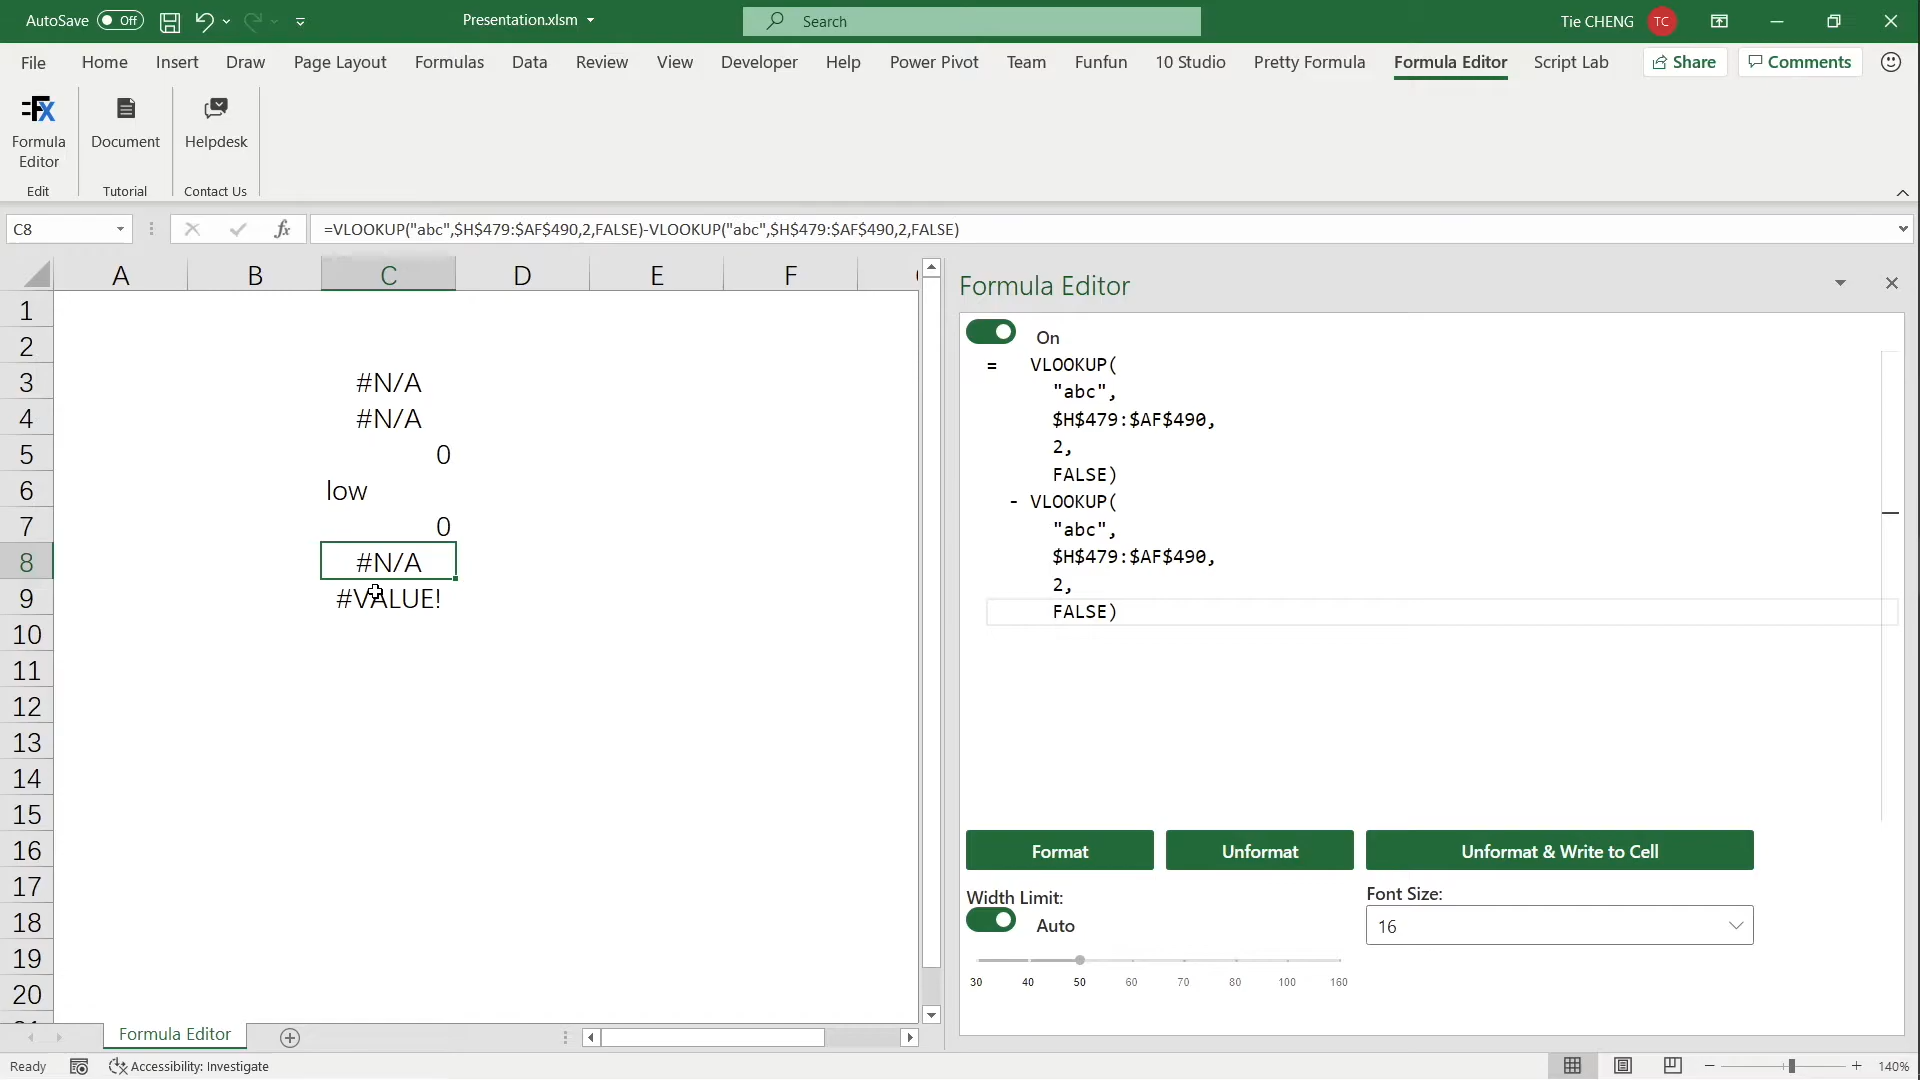 AutoSave Off Presentation.xlsm Search Tie CHENG TC
File Home Insert Draw Page Layout Formulas Data Review View Developer Help Power Pivot Team Funfun 10 Studio Pretty Formula Formula Editor Script Lab Share Comments
Formula
Editor
Edit
Document
Tutorial
Helpdesk
Contact Us
C8 fx =VLOOKUP("abc",$H$479:$AF$490,2,FALSE)-VLOOKUP("abc",$H$479:$AF$490,2,FALSE)
A B C D E F
1
2
3 #N/A
4 #N/A
5 0
6 low
7 0
8 #N/A
9 #VALUE!
10
11
12
13
14
15
16
17
18
19
20
Formula Editor
On
= VLOOKUP(
"abc",
$H$479:$AF$490,
2,
FALSE)
- VLOOKUP(
"abc",
$H$479:$AF$490,
2,
FALSE)
Format Unformat Unformat & Write to Cell
Width Limit:
Auto
30 40 50 60 70 80 100 160
Font Size:
16
Formula Editor
Ready Accessibility: Investigate 140%